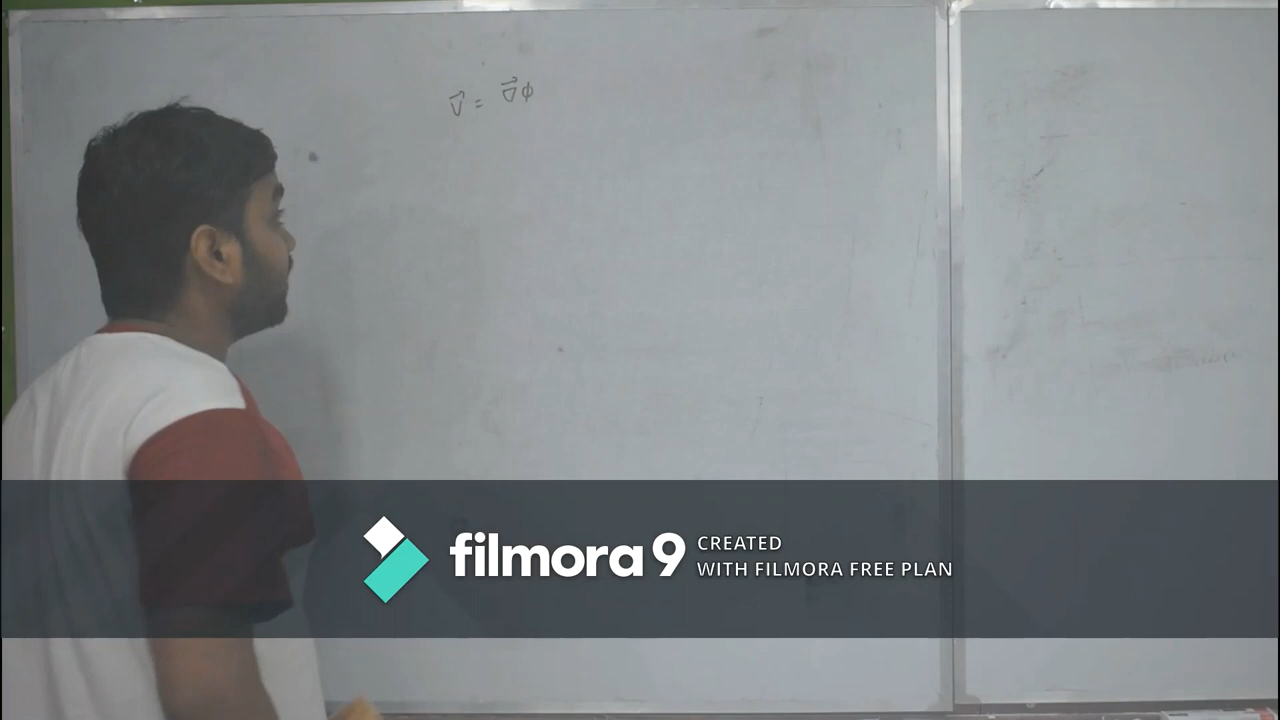 V⃗ = ∇⃗φ
filmora9
CREATED
WITH FILMORA FREE PLAN